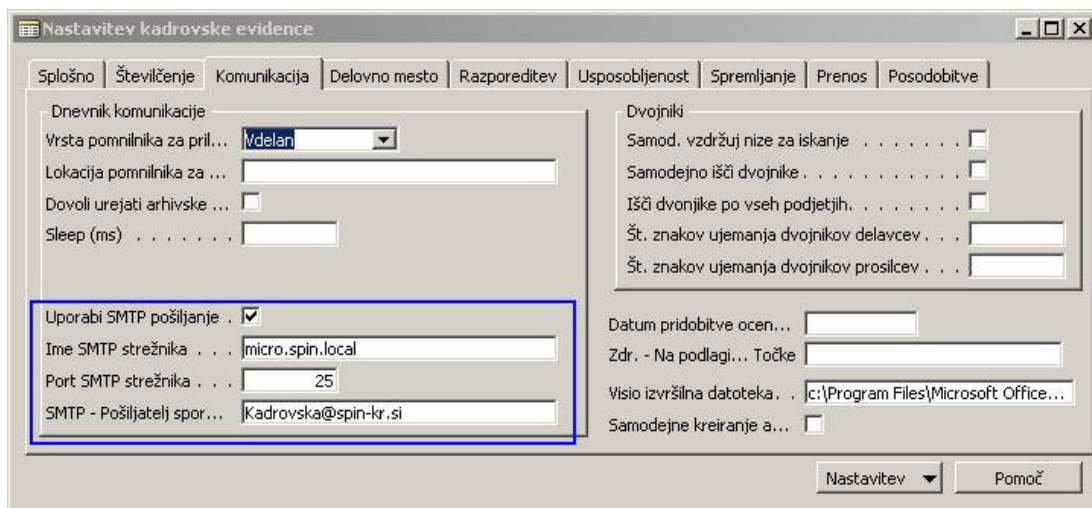 Nastavitev kadrovske evidence
Splošno Številčenje Komunikacija Delovno mesto Razporeditev Usposobljenost Spremljanje Prenos Posodobitve
Dnevnik komunikacije
Vrsta pomnilnika za pril... Vdelan
Lokacija pomnilnika za ...
Dovoli urejati arhivske ...
Sleep (ms) . . . . . . .
Uporabi SMTP pošiljanje .
Ime SMTP strežnika . . . micro.spin.local
Port SMTP strežnika . . . 25
SMTP - Pošiljatelj spor... Kadrovska@spin-kr.si
Dvojniki
Samod. vzdržuj nize za iskanje . . . . . . .
Samodejno išči dvojnike . . . . . . . . . . .
Išči dvonjike po vseh podjetjih. . . . . . . .
Št. znakov ujemanja dvojnikov delavcev . . .
Št. znakov ujemanja dvojnikov prosilcev . . .
Datum pridobitve ocen...
Zdr. - Na podlagi... Točke
Visio izvršilna datoteka. . c:\Program Files\Microsoft Office...
Samodejne kreiranje a...
Nastavitev Pomoč